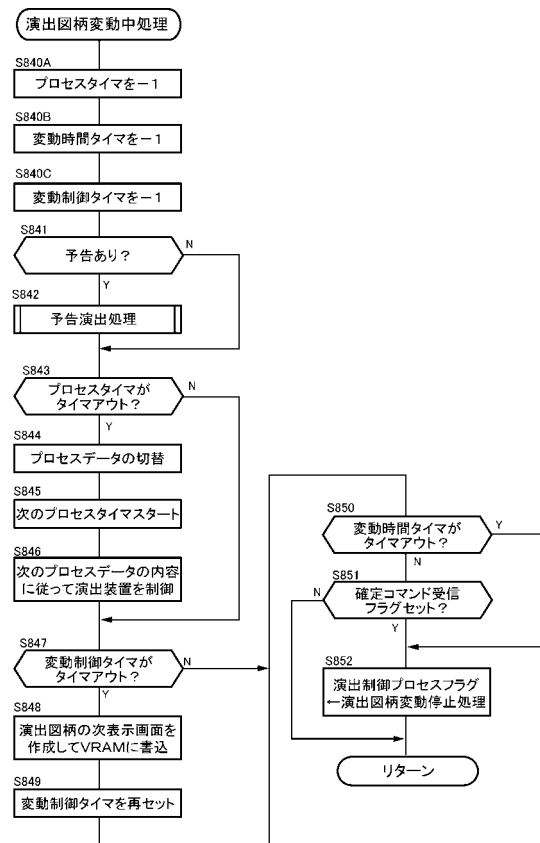 演出図柄変動中処理
S840A
プロセスタイマを－１
S840B
変動時間タイマを－１
S840C
変動制御タイマを－１
S841
予告あり？
N
Y
S842
予告演出処理
S843
プロセスタイマが
タイマアウト？
N
Y
S844
プロセスデータの切替
S845
次のプロセスタイマスタート
S846
次のプロセスデータの内容
に従って演出装置を制御
S847
変動制御タイマが
タイマアウト？
N
Y
S848
演出図柄の次表示画面を
作成してVRAMに書込
S849
変動制御タイマを再セット
S850
変動時間タイマが
タイマアウト？
Y
N
S851
確定コマンド受信
フラグセット？
N
Y
S852
演出制御プロセスフラグ
←演出図柄変動停止処理
リターン